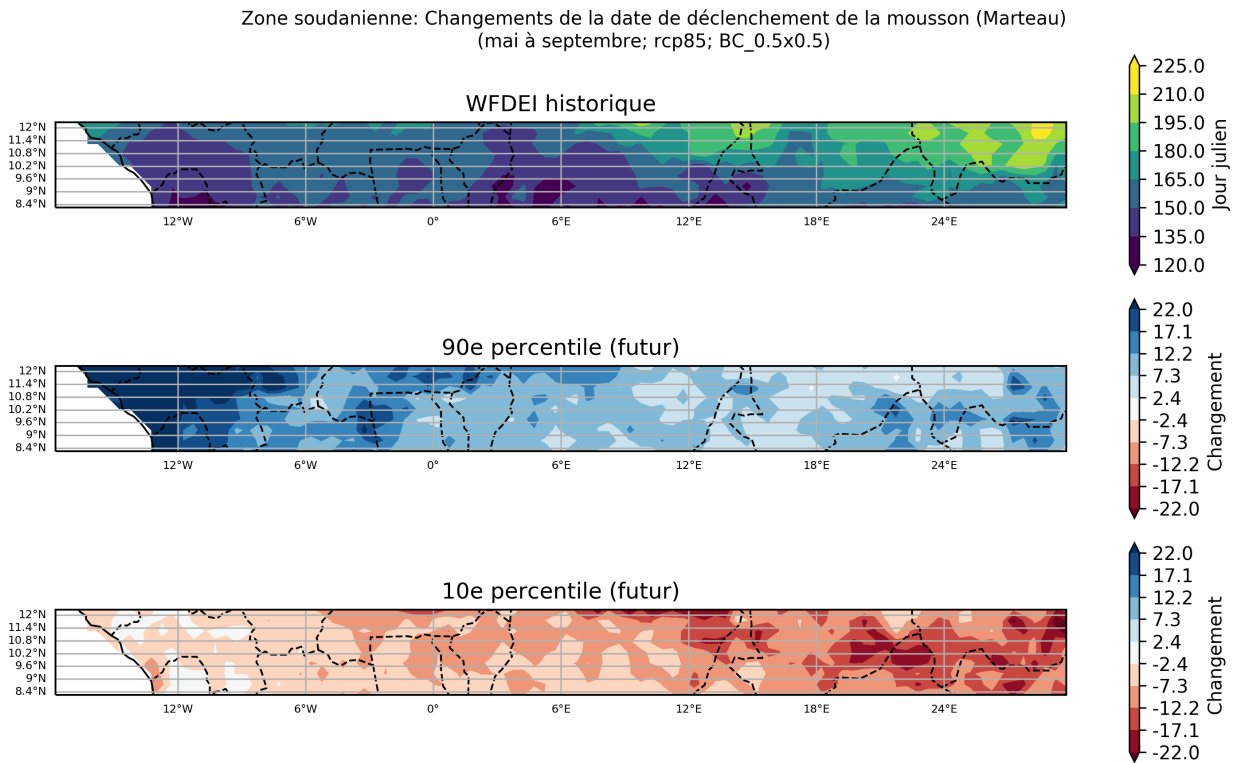 Zone soudanienne: Changements de la date de déclenchement de la mousson (Marteau)
(mai à septembre; rcp85; BC_0.5x0.5)
WFDEI historique
12°N
11.4°N
10.8°N
10.2°N
9.6°N
9°N
8.4°N
12°W
6°W
0°
6°E
12°E
18°E
24°E
225.0
210.0
195.0
180.0
165.0
150.0
135.0
120.0
Jour julien
90e percentile (futur)
12°N
11.4°N
10.8°N
10.2°N
9.6°N
9°N
8.4°N
12°W
6°W
0°
6°E
12°E
18°E
24°E
22.0
17.1
12.2
7.3
2.4
-2.4
-7.3
-12.2
-17.1
-22.0
Changement
10e percentile (futur)
12°N
11.4°N
10.8°N
10.2°N
9.6°N
9°N
8.4°N
12°W
6°W
0°
6°E
12°E
18°E
24°E
22.0
17.1
12.2
7.3
2.4
-2.4
-7.3
-12.2
-17.1
-22.0
Changement